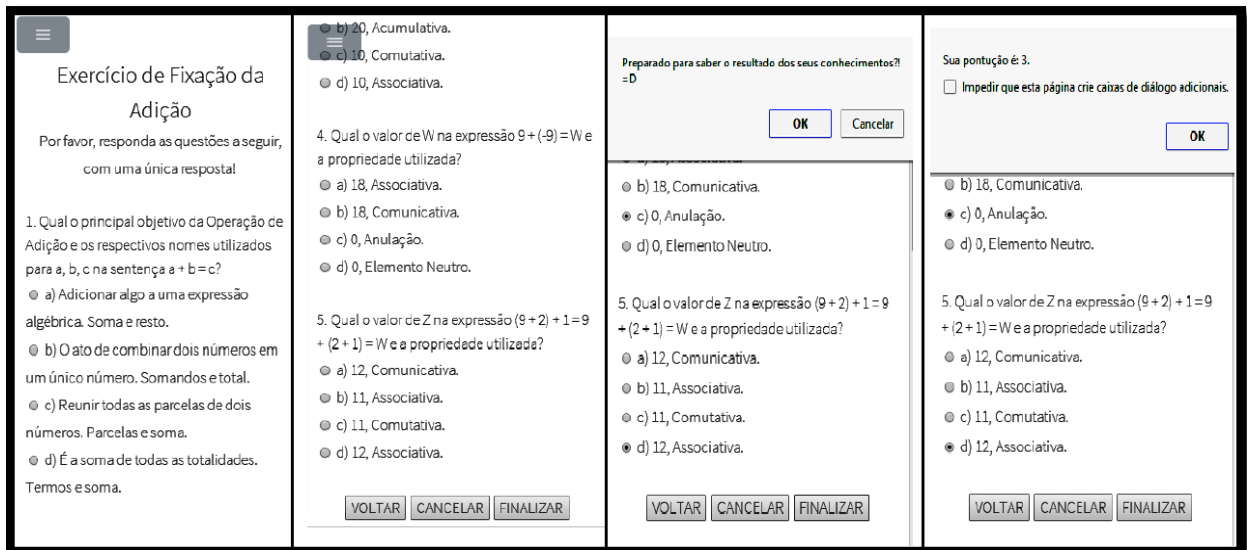 Exercício de Fixação da
Adição
Por favor, responda as questões a seguir,
com uma única resposta!
1. Qual o principal objetivo da Operação de
Adição e os respectivos nomes utilizados
para a, b, c na sentença a + b = c?
a) Adicionar algo a uma expressão
algébrica. Soma e resto.
b) O ato de combinar dois números em
um único número. Somandos e total.
c) Reunir todas as parcelas de dois
números. Parcelas e soma.
d) É a soma de todas as totalidades.
Termos e soma.
b) 20, Acumulativa.
c) 10, Comutativa.
d) 10, Associativa.
4. Qual o valor de W na expressão 9 + (-9) = W e
a propriedade utilizada?
a) 18, Associativa.
b) 18, Comunicativa.
c) 0, Anulação.
d) 0, Elemento Neutro.
5. Qual o valor de Z na expressão (9 + 2) + 1 = 9
+ (2 + 1) = W e a propriedade utilizada?
a) 12, Comunicativa.
b) 11, Associativa.
c) 11, Comutativa.
d) 12, Associativa.
VOLTAR CANCELAR FINALIZAR
Preparado para saber o resultado dos seus conhecimentos?!
=D
OK Cancelar
b) 18, Comunicativa.
c) 0, Anulação.
d) 0, Elemento Neutro.
5. Qual o valor de Z na expressão (9 + 2) + 1 = 9
+ (2 + 1) = W e a propriedade utilizada?
a) 12, Comunicativa.
b) 11, Associativa.
c) 11, Comutativa.
d) 12, Associativa.
VOLTAR CANCELAR FINALIZAR
Sua pontução é: 3.
Impedir que esta página crie caixas de diálogo adicionais.
OK
b) 18, Comunicativa.
c) 0, Anulação.
d) 0, Elemento Neutro.
5. Qual o valor de Z na expressão (9 + 2) + 1 = 9
+ (2 + 1) = W e a propriedade utilizada?
a) 12, Comunicativa.
b) 11, Associativa.
c) 11, Comutativa.
d) 12, Associativa.
VOLTAR CANCELAR FINALIZAR